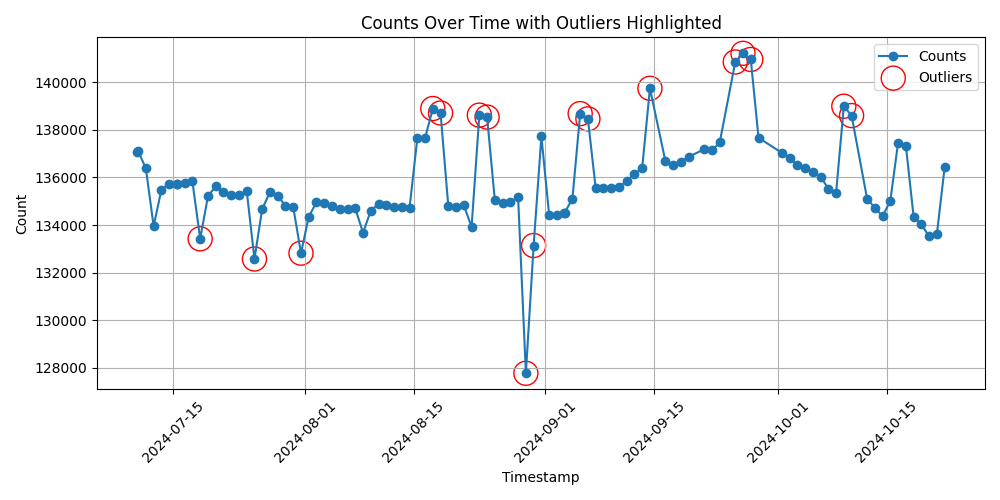 Counts Over Time with Outliers Highlighted
Counts
Outliers
Count
140000
138000
136000
134000
132000
130000
128000
2024-07-15
2024-08-01
2024-08-15
2024-09-01
2024-09-15
2024-10-01
2024-10-15
Timestamp